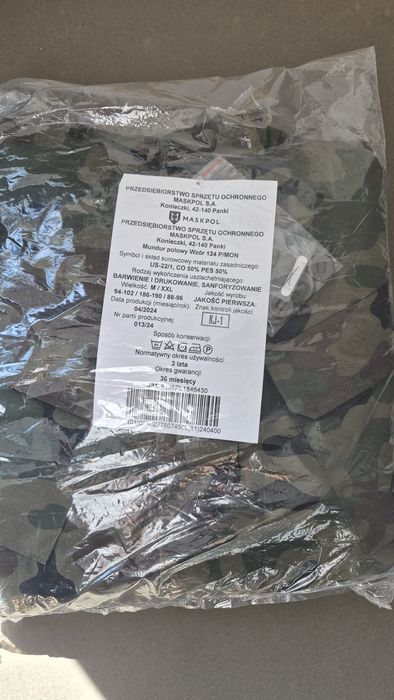 PRZEDSIĘBIORSTWO SPRZĘTU OCHRONNEGO
MASKPOL S.A.
Konieczki, 42-140 Panki
MASKPOL
PRZEDSIĘBIORSTWO SPRZĘTU OCHRONNEGO
MASKPOL S.A.
Konieczki, 42-140 Panki
Mundur polowy Wzór 124 P/MON
Symbol i skład surowcowy materiału zasadniczego:
US-22/1, CO 50% PES 50%
Rodzaj wykończenia uszlachetniającego:
BARWIENIE I DRUKOWANIE, SANFORYZOWANIE
Wielkość: M / XXL
Jakość wyrobu
94-102 / 186-190 / 88-96
JAKOŚĆ PIERWSZA
Data produkcji (miesiąc/rok)
Znak kontroli jakości:
04/2024
KJ-1
Nr partii produkcyjnej
013/24
Sposób konserwacji
Normatywny okres używalności:
3 lata
Okres gwarancji
36 miesięcy